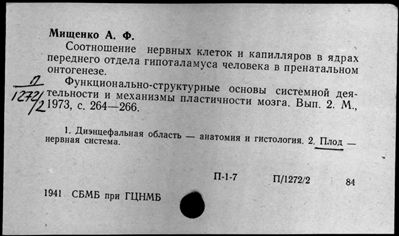 Мищенко А. Ф.
Соотношение нервных клеток и капилляров в ядрах
переднего отдела гипоталамуса человека в пренатальном
онтогенезе.
Функционально-структурные основы системной дея-
тельности и механизмы пластичности мозга. Вып. 2. М.,
1973, с. 264—266.
П
1272/2
1. Диэнцефальная область — анатомия и гистология. 2. Плод —
нервная система.
П-1-7 П/1272/2 84
1941 СБМБ при ГЦНМБ